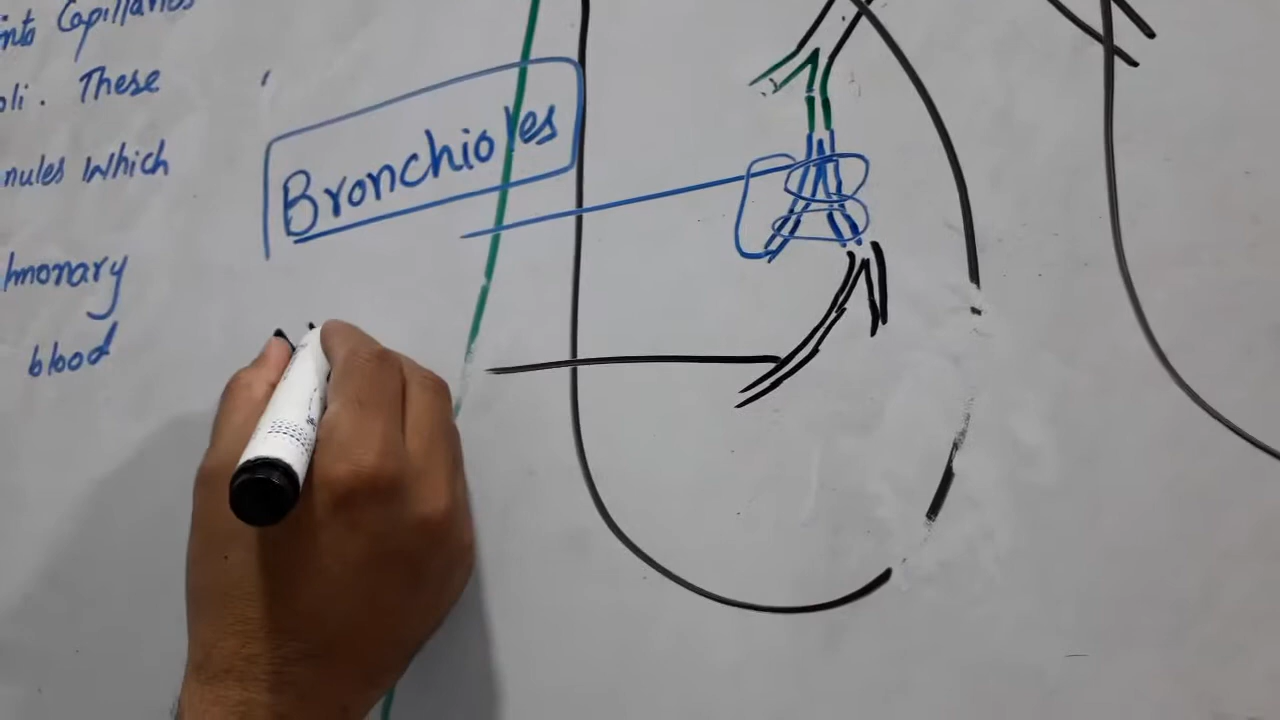 into Capillaries
oli. These
nules which
lmonary
blood
Bronchioles